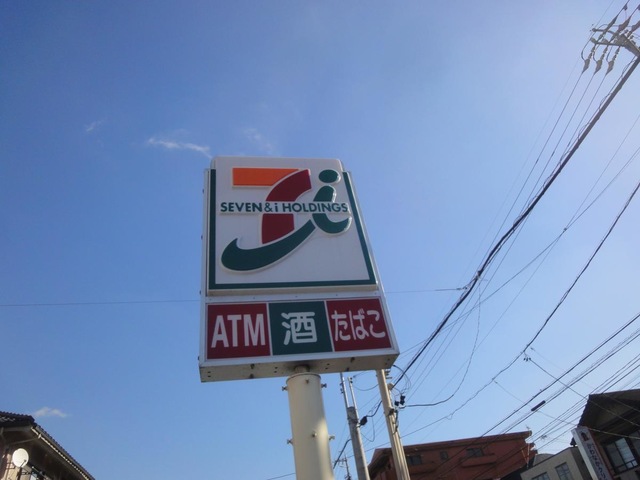 SEVEN & i HOLDINGS
ATM 酒 たばこ